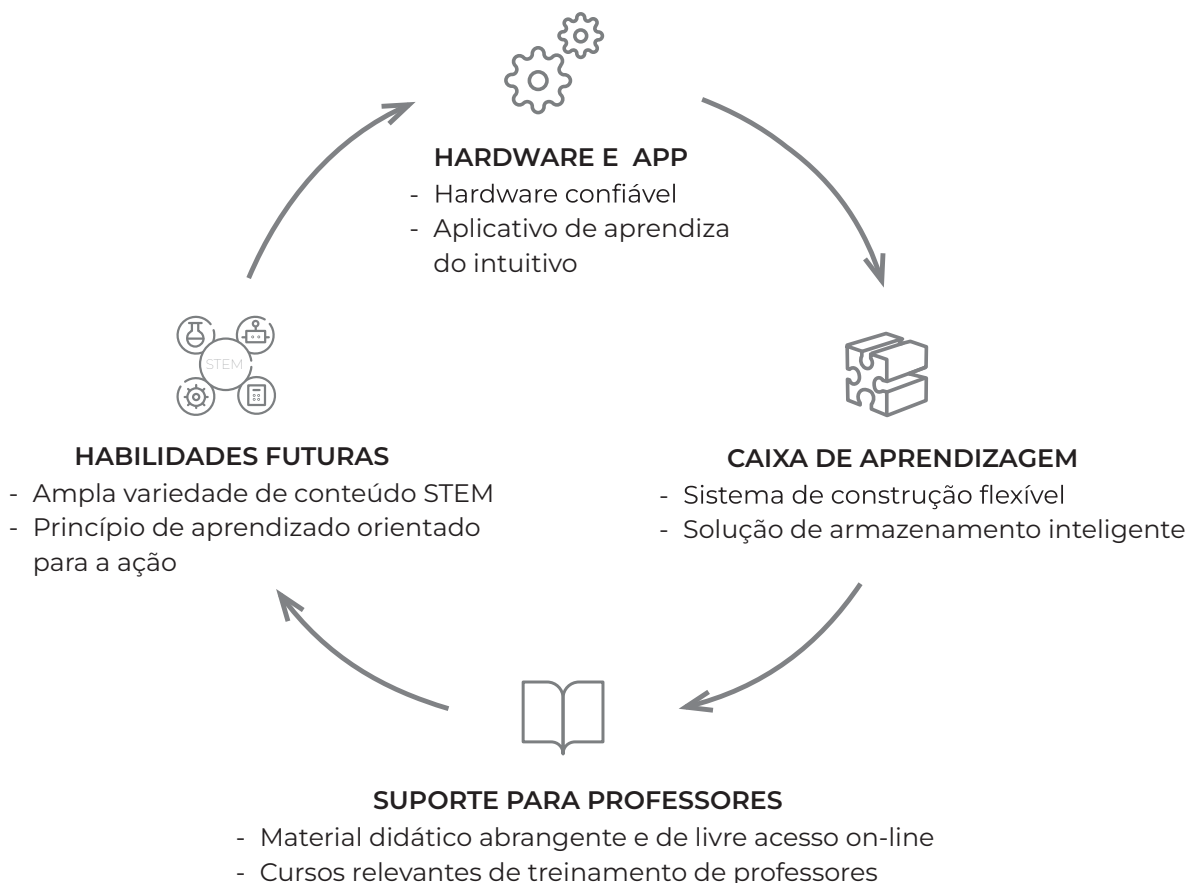 HARDWARE E APP
- Hardware confiável
- Aplicativo de aprendiza
do intuitivo
STEM
HABILIDADES FUTURAS
- Ampla variedade de conteúdo STEM
- Princípio de aprendizado orientado
para a ação
CAIXA DE APRENDIZAGEM
- Sistema de construção flexível
- Solução de armazenamento inteligente
SUPORTE PARA PROFESSORES
- Material didático abrangente e de livre acesso on-line
- Cursos relevantes de treinamento de professores